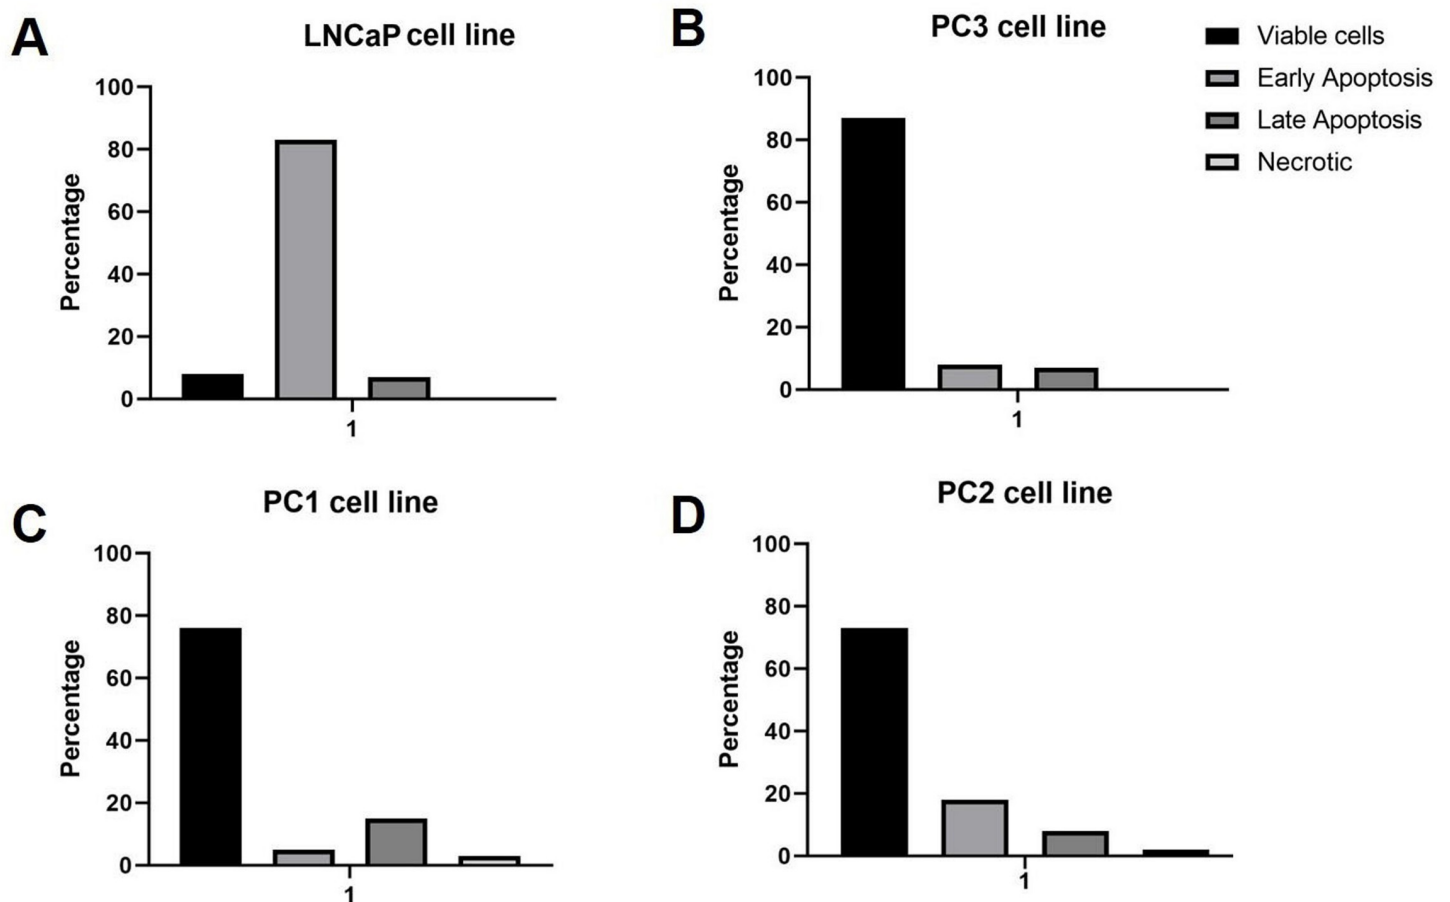 A
LNCaP cell line
Percentage
100
80
60
40
20
0
1
B
PC3 cell line
Percentage
100
80
60
40
20
0
1
Viable cells
Early Apoptosis
Late Apoptosis
Necrotic
C
PC1 cell line
Percentage
100
80
60
40
20
0
1
D
PC2 cell line
Percentage
100
80
60
40
20
0
1